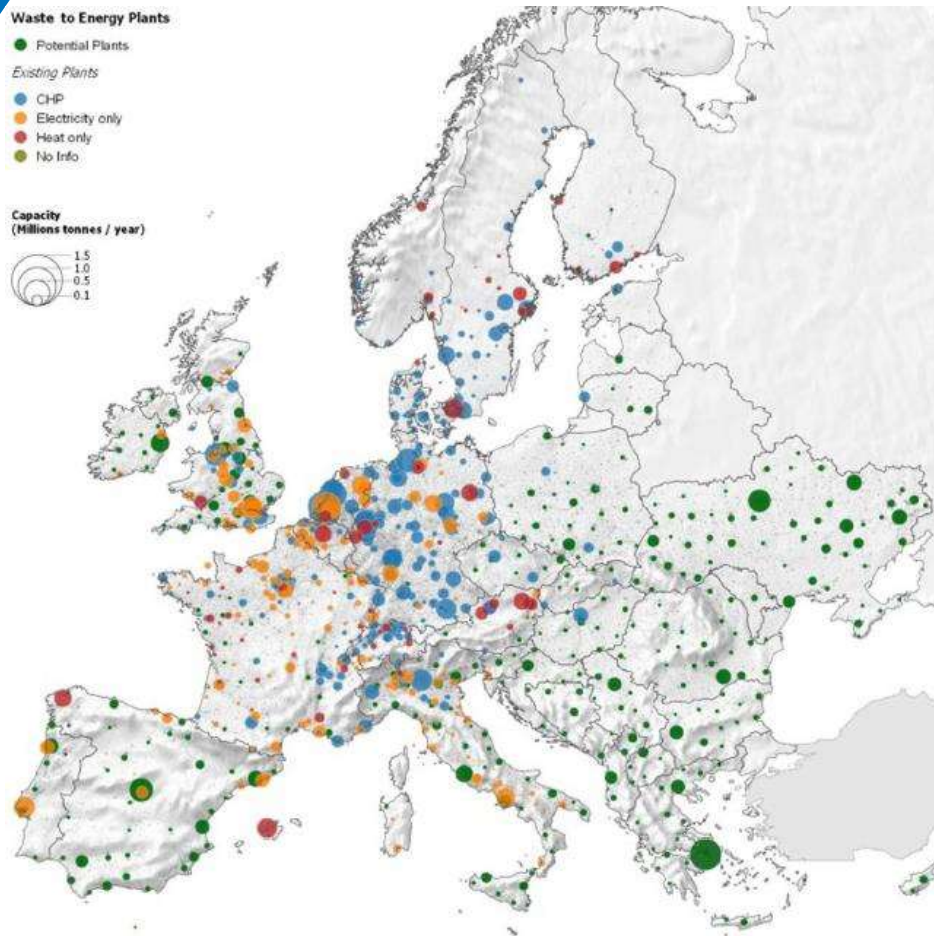 Waste to Energy Plants
Potential Plants
Existing Plants
CHP
Electricity only
Heat only
No Info
Capacity
(Millions tonnes / year)
1.5
1.0
0.5
0.1